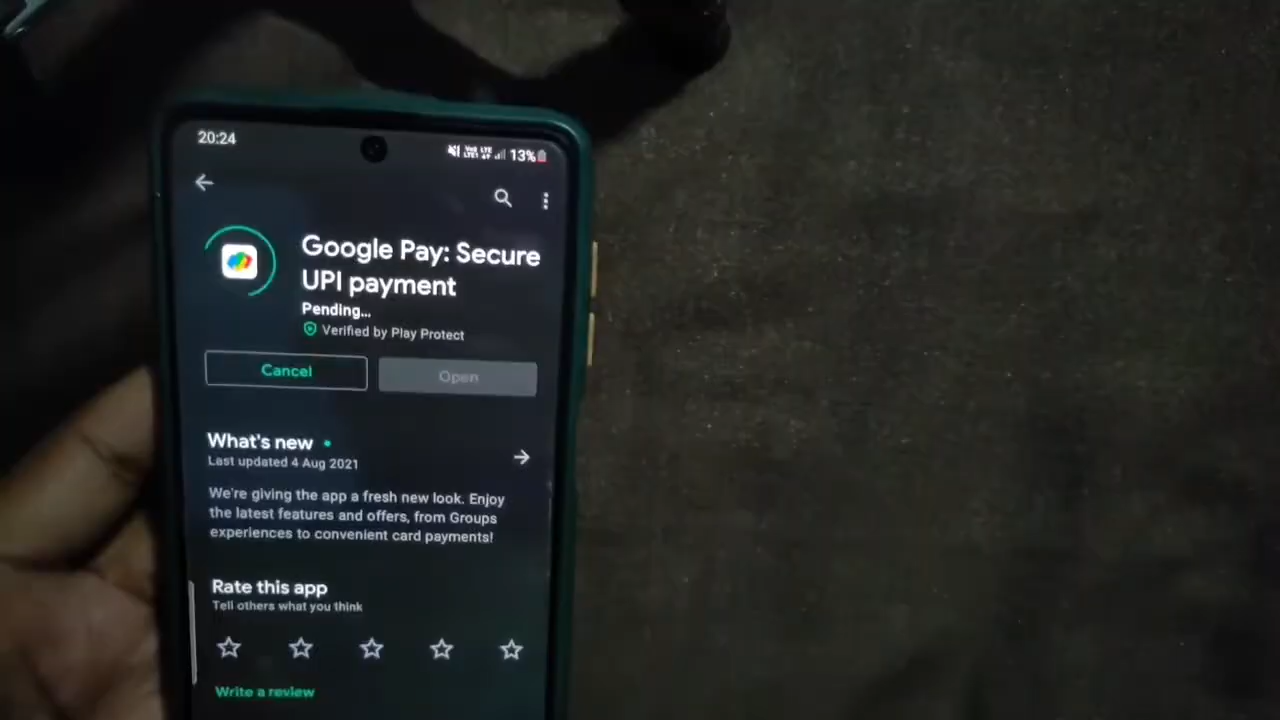 20:24
13%
Google Pay: Secure
UPI payment
Pending...
Verified by Play Protect
Cancel
Open
What's new
Last updated 4 Aug 2021
We're giving the app a fresh new look. Enjoy
the latest features and offers, from Groups
experiences to convenient card payments!
Rate this app
Tell others what you think
Write a review